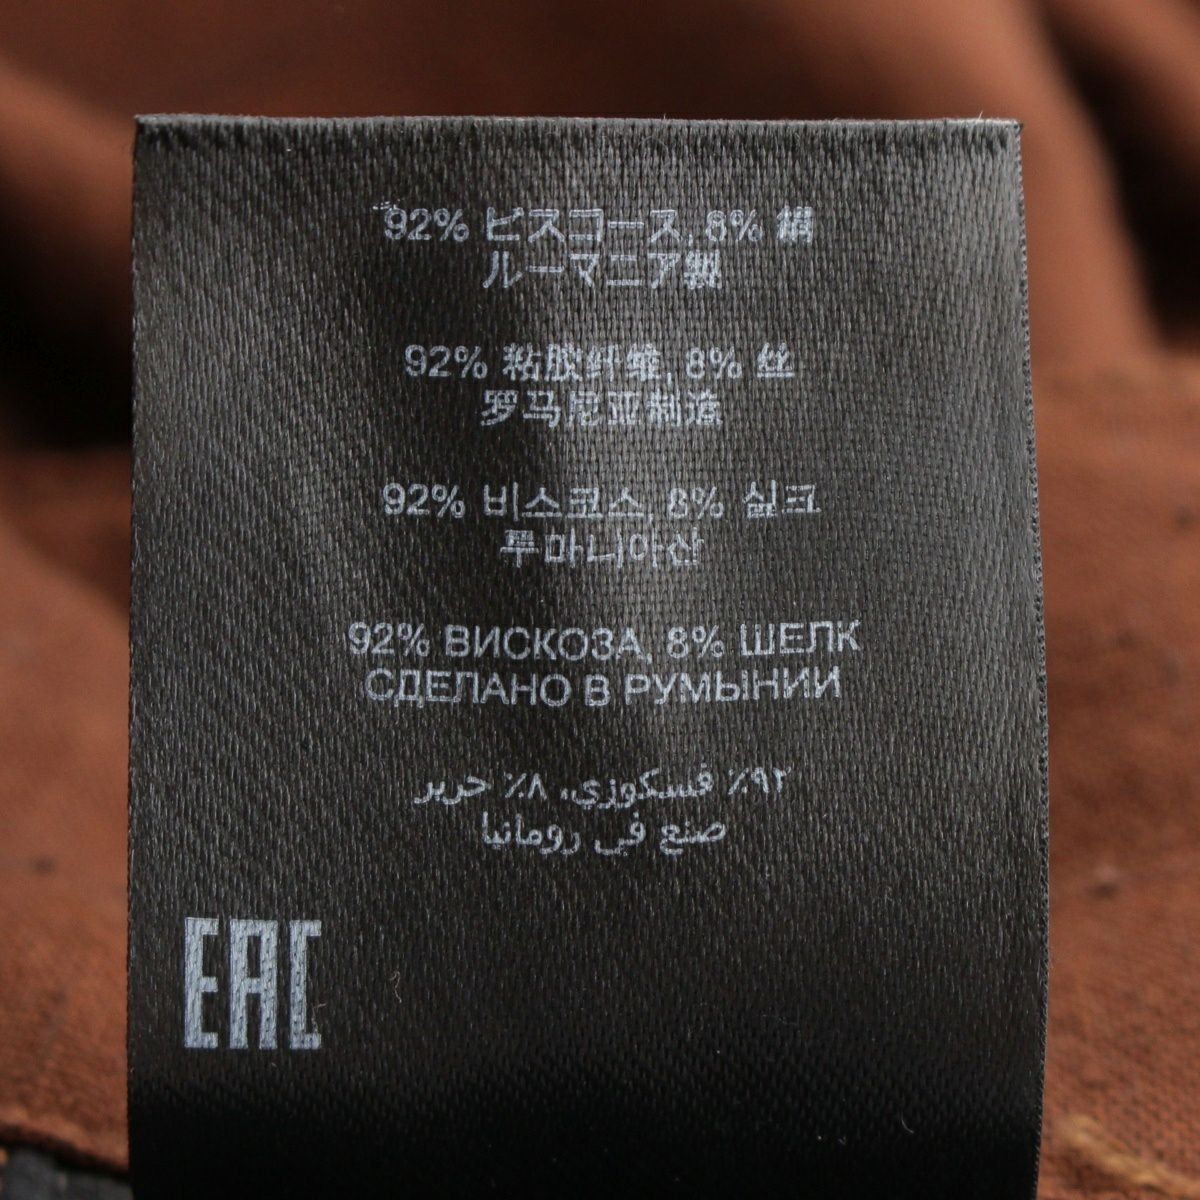 92% ビスコース, 8% 絹
ルーマニア製
92% 粘胶纤维, 8% 丝
罗马尼亚制造
92% 비스코스, 8% 실크
루마니아산
92% ВИСКОЗА, 8% ШЕЛК
СДЕЛАНО В РУМЫНИИ
٩٢٪ فسكوزي، ٨٪ حرير
صنع في رومانيا
EAC